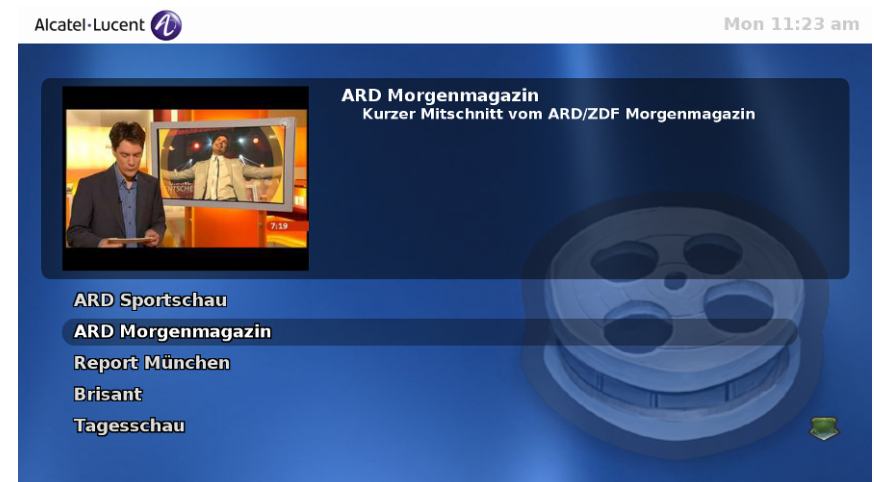 Alcatel·Lucent
Mon 11:23 am
ARD Morgenmagazin
Kurzer Mitschnitt vom ARD/ZDF Morgenmagazin
NTSCHE
7:19
ARD Sportschau
ARD Morgenmagazin
Report München
Brisant
Tagesschau